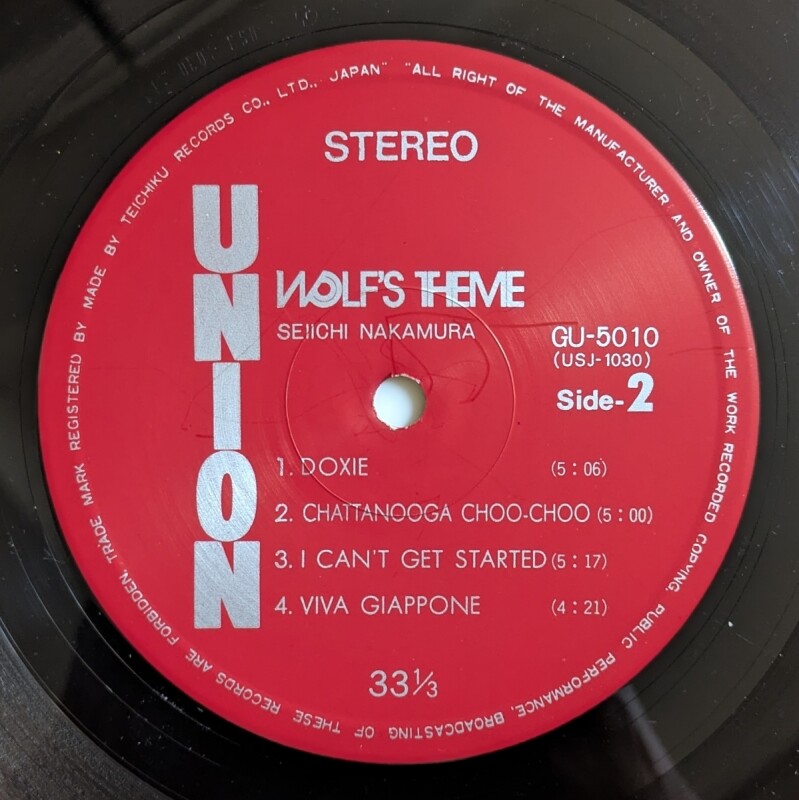 STEREO
UNION
WOLF'S THEME
SEIICHI NAKAMURA
GU-5010
(USJ-1030)
Side-2
1. DOXIE (5 : 06)
2. CHATTANOOGA CHOO-CHOO (5 : 00)
3. I CAN'T GET STARTED (5 : 17)
4. VIVA GIAPPONE (4 : 21)
33⅓
TRADE MARK REGISTERED BY MADE BY TEICHIKU RECORDS CO., LTD., JAPAN" "ALL RIGHT OF THE MANUFACTURER AND OWNER OF THE WORK RECORDED COPYING, PUBLIC PERFORMANCE, BROADCASTING OF THESE RECORDS ARE FORBIDDEN,